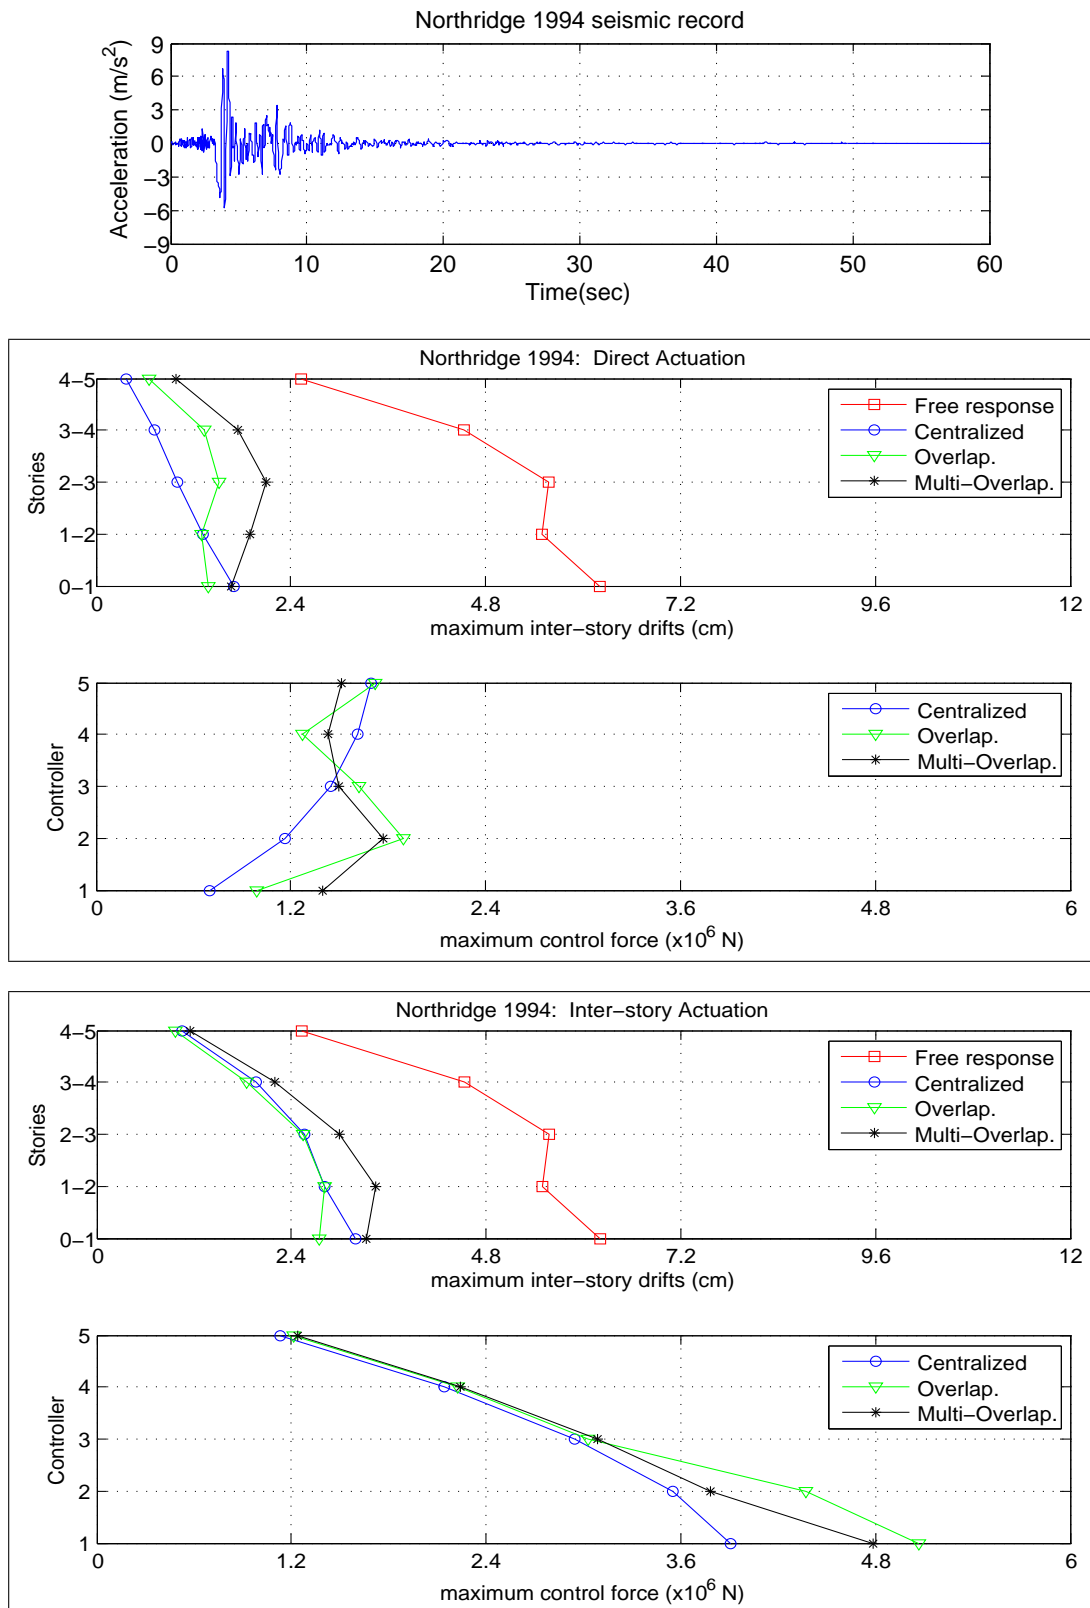 Northridge 1994 seismic record
Acceleration (m/s²)
9
6
3
0
−3
−6
−9
0 10 20 30 40 50 60
Time(sec)
Northridge 1994: Direct Actuation
Stories
4−5
3−4
2−3
1−2
0−1
Free response
Centralized
Overlap.
Multi−Overlap.
0 2.4 4.8 7.2 9.6 12
maximum inter−story drifts (cm)
Controller
5
4
3
2
1
Centralized
Overlap.
Multi−Overlap.
0 1.2 2.4 3.6 4.8 6
maximum control force (x10⁶ N)
Northridge 1994: Inter−story Actuation
Stories
4−5
3−4
2−3
1−2
0−1
Free response
Centralized
Overlap.
Multi−Overlap.
0 2.4 4.8 7.2 9.6 12
maximum inter−story drifts (cm)
Controller
5
4
3
2
1
Centralized
Overlap.
Multi−Overlap.
0 1.2 2.4 3.6 4.8 6
maximum control force (x10⁶ N)